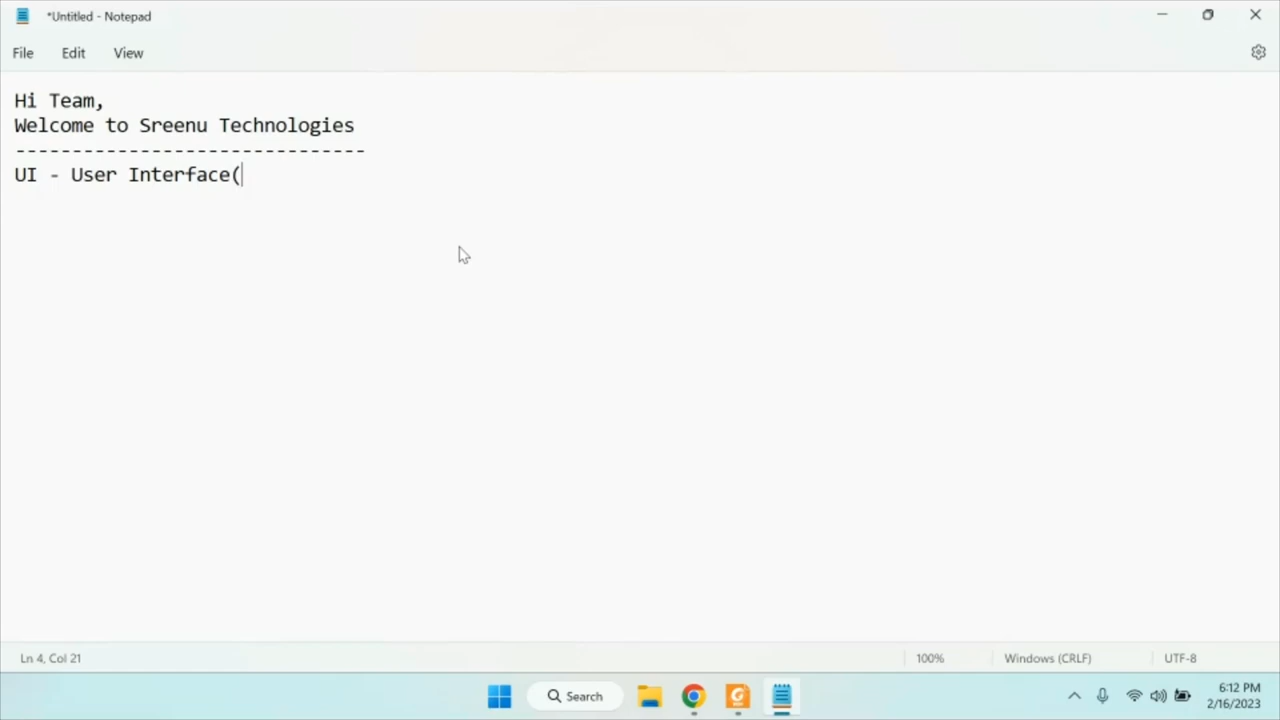 *Untitled - Notepad
File Edit View
Hi Team,
Welcome to Sreenu Technologies
-------------------------------
UI - User Interface(
Ln 4, Col 21 100% Windows (CRLF) UTF-8
Search
6:12 PM
2/16/2023